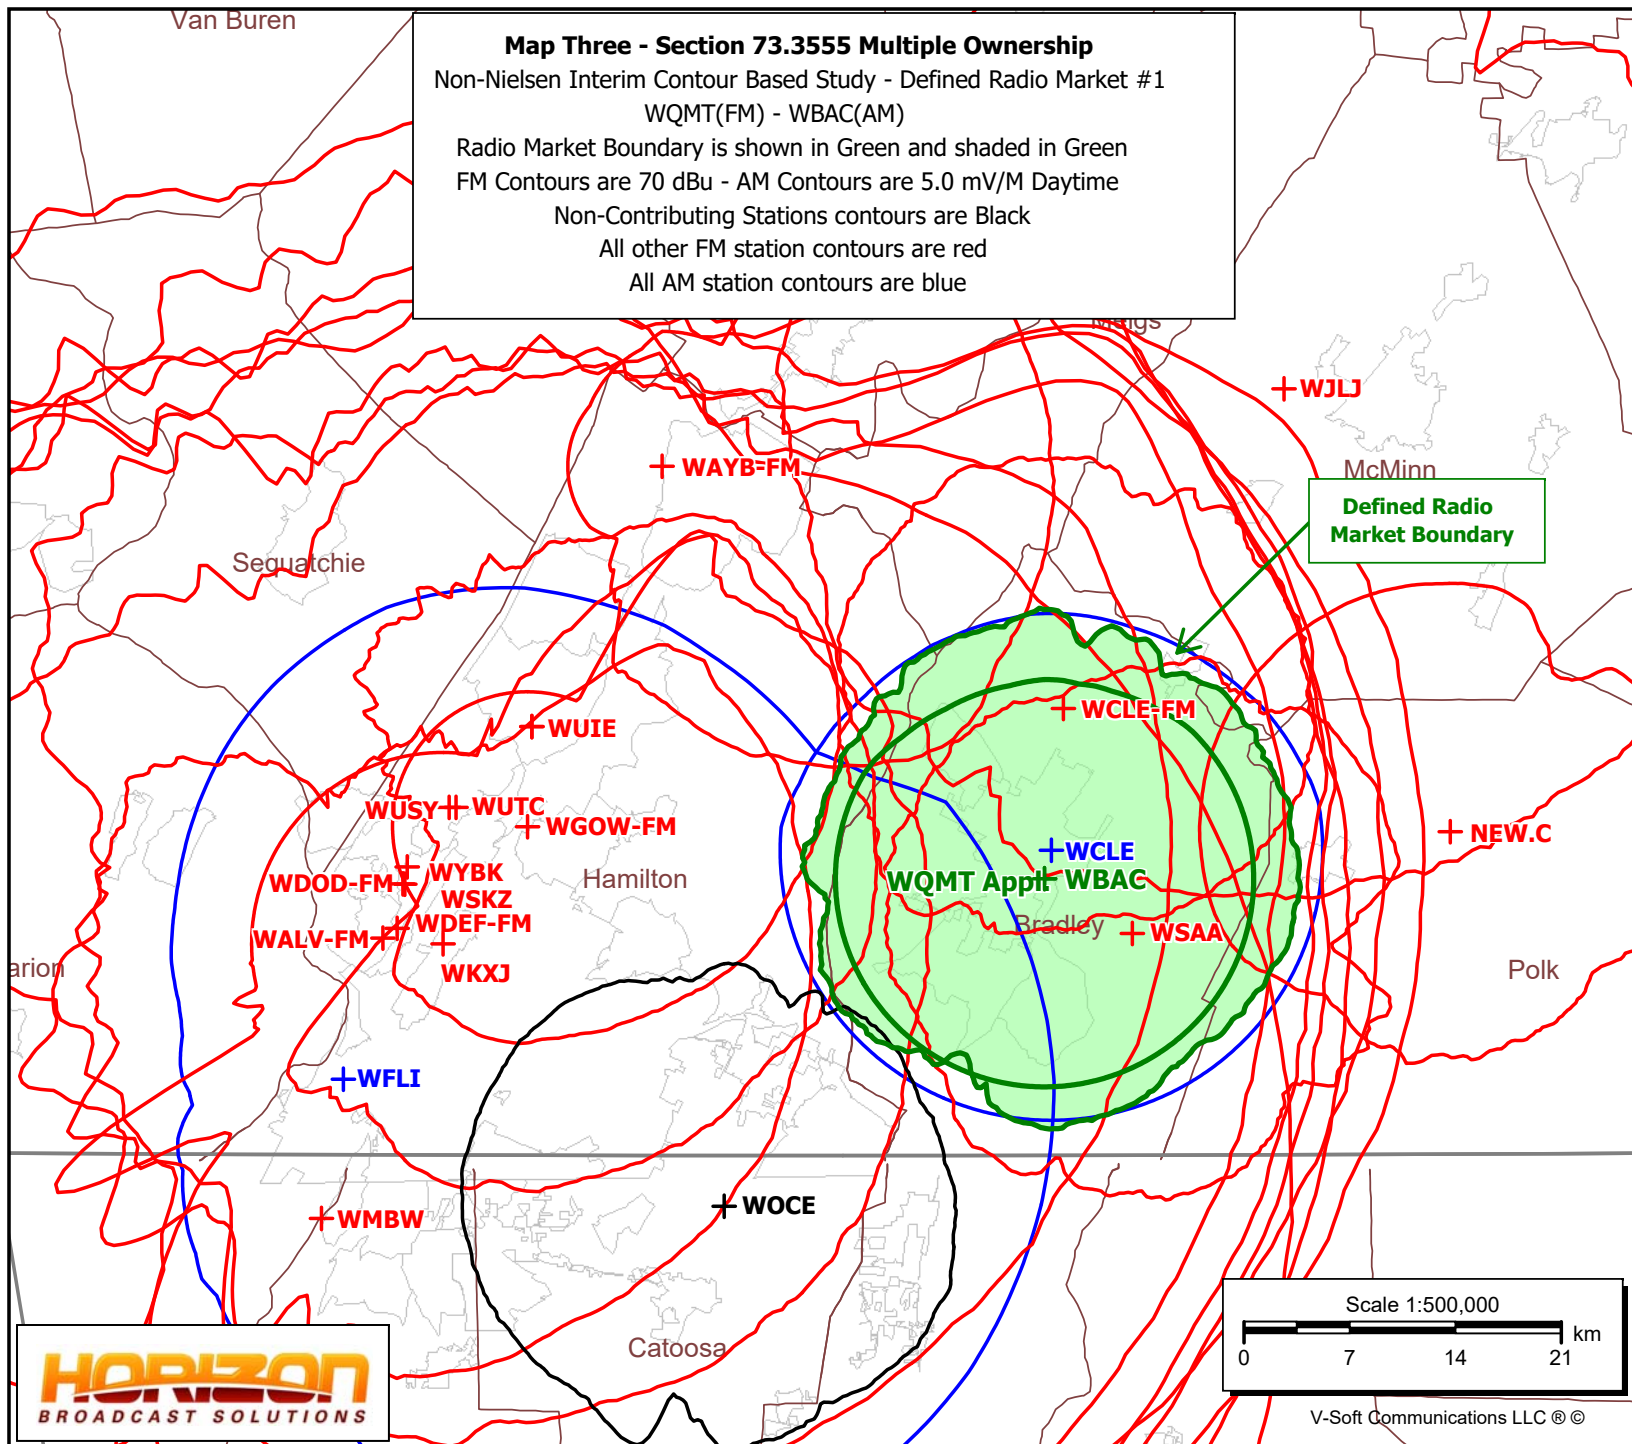 Van Buren
Map Three - Section 73.3555 Multiple Ownership
Non-Nielsen Interim Contour Based Study - Defined Radio Market #1
WQMT(FM) - WBAC(AM)
Radio Market Boundary is shown in Green and shaded in Green
FM Contours are 70 dBu - AM Contours are 5.0 mV/M Daytime
Non-Contributing Stations contours are Black
All other FM station contours are red
All AM station contours are blue
Meigs
WJLJ
WAYB-FM
McMinn
Defined Radio
Market Boundary
Sequatchie
WCLE-FM
WUIE
WUSY
WUTC
WGOW-FM
NEW.C
WCLE
WYBK
WDOD-FM
Hamilton
WQMT Appl.
WBAC
WSKZ
WDEF-FM
Bradley
WSAA
WALV-FM
WKXJ
arion
Polk
WFLI
WOCE
WMBW
Catoosa
Scale 1:500,000
km
0 7 14 21
HORIZON
BROADCAST SOLUTIONS
V-Soft Communications LLC ® ©